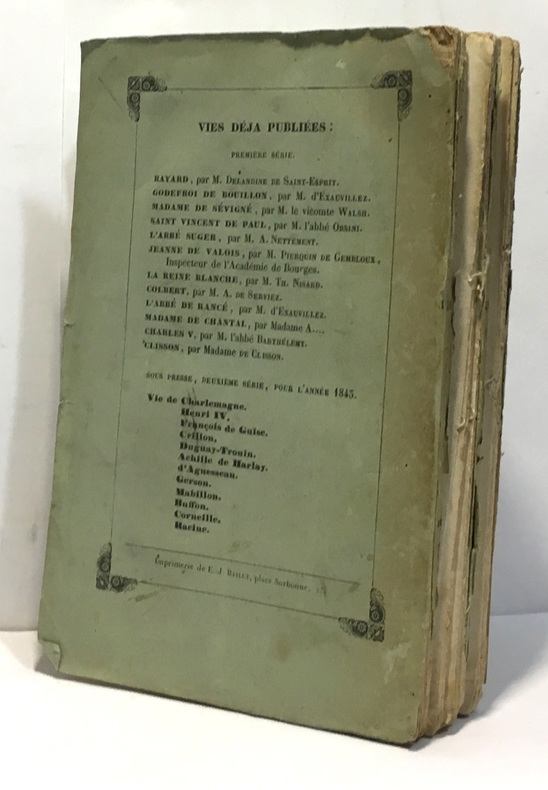 VIES DÉJA PUBLIÉES :
PREMIÈRE SÉRIE.
BAYARD, par M. DELANDINE DE SAINT-ESPRIT.
GODEFROI DE BOUILLON, par M. d'EXAUVILLEZ.
MADAME DE SÉVIGNÉ, par M. le vicomte WALSH.
SAINT VINCENT DE PAUL, par M. l'abbé ORSINI.
L'ABBÉ SUGER, par M. A. NETTEMENT.
JEANNE DE VALOIS, par M. PIERQUIN DE GEMBLOUX,
Inspecteur de l'Académie de Bourges.
LA REINE BLANCHE, par M. TH. NISARD.
COLBERT, par M. A. DE SERVIEZ.
L'ABBÉ DE RANCÉ, par M. d'EXAUVILLEZ.
MADAME DE CHANTAL, par Madame A....
CHARLES V, par M. l'abbé BARTHÉLEMY.
CLISSON, par Madame DE CLISSON.
SOUS PRESSE, DEUXIÈME SÉRIE, POUR L'ANNÉE 1843.
Vie de Charlemagne.
Henri IV.
François de Guise.
Crillon.
Duguay-Trouin.
Achille de Harlay.
d'Aguesseau.
Gerson.
Mabillon.
Buffon.
Corneille.
Racine.
Imprimerie de E.-J. BAILLY, place Sorbonne,